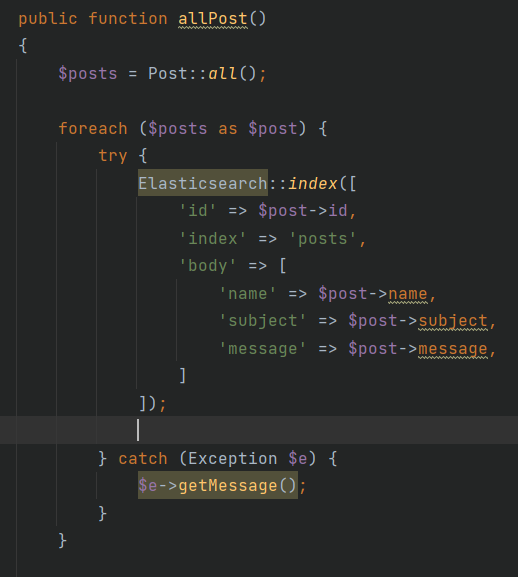 public function allPost()
{
    $posts = Post::all();
    foreach ($posts as $post) {
        try {
            Elasticsearch::index([
                'id' => $post->id,
                'index' => 'posts',
                'body' => [
                    'name' => $post->name,
                    'subject' => $post->subject,
                    'message' => $post->message,
                ]
            ]);
        } catch (Exception $e) {
            $e->getMessage();
        }
    }